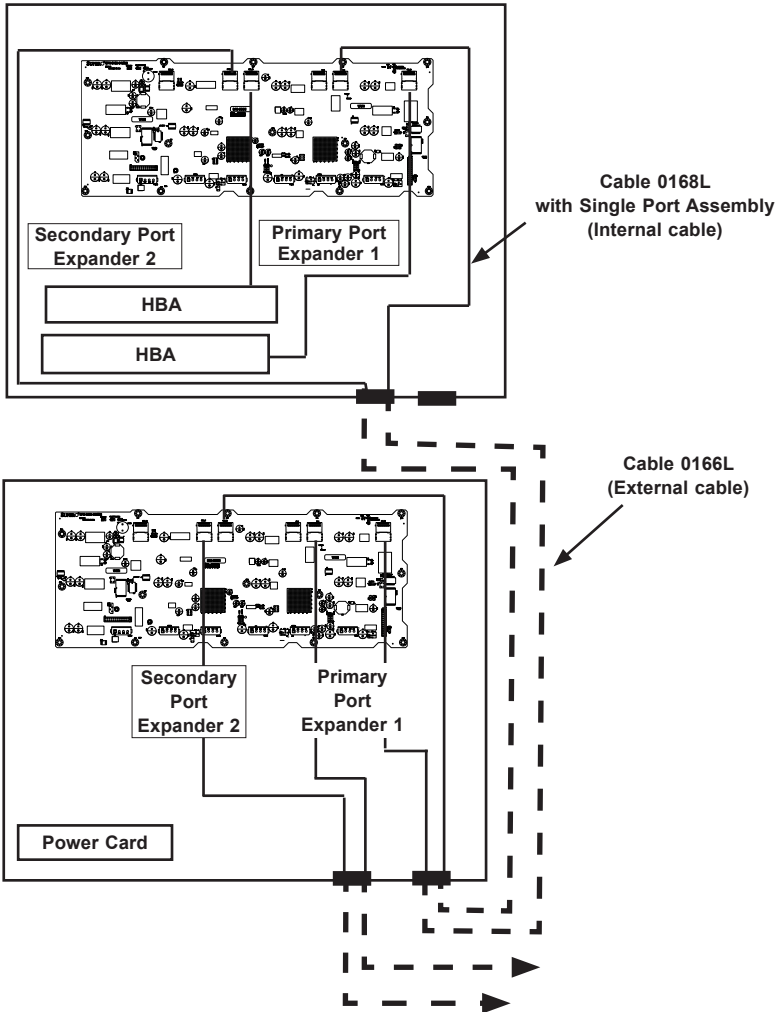 Cable 0168L
with Single Port Assembly
(Internal cable)
Secondary Port
Expander 2
Primary Port
Expander 1
HBA
HBA
Cable 0166L
(External cable)
Secondary
Port
Expander 2
Primary
Port
Expander 1
Power Card